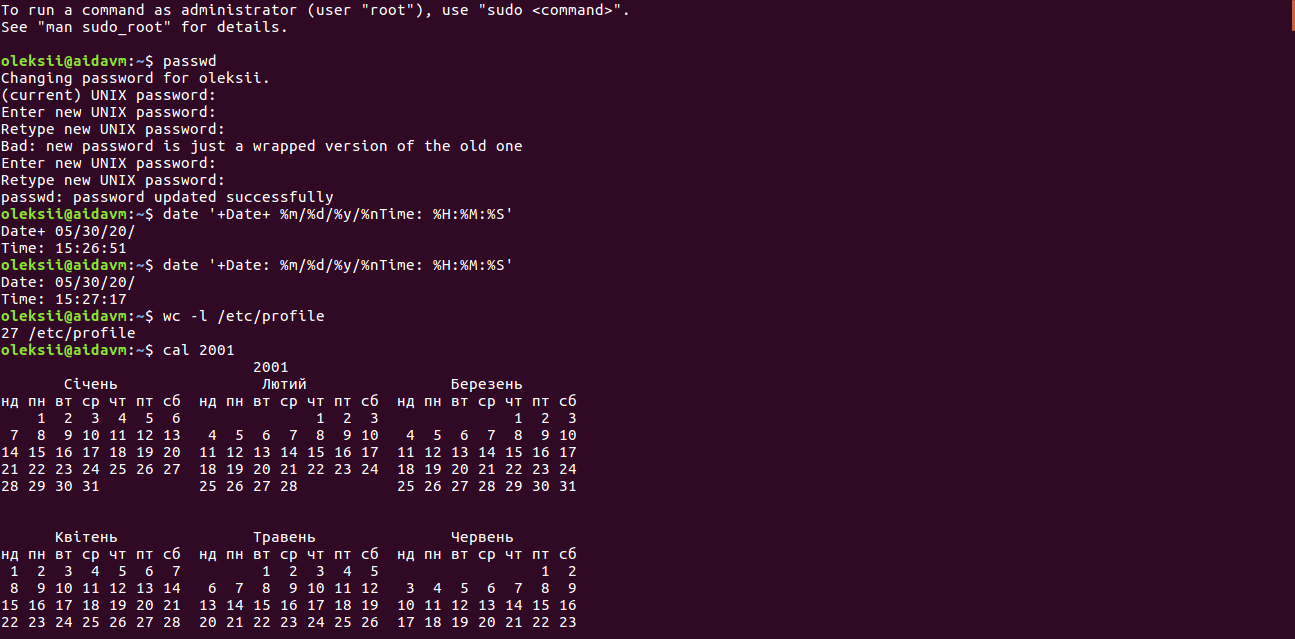 To run a command as administrator (user "root"), use "sudo <command>".
See "man sudo_root" for details.

oleksii@aidavm:~$ passwd
Changing password for oleksii.
(current) UNIX password:
Enter new UNIX password:
Retype new UNIX password:
Bad: new password is just a wrapped version of the old one
Enter new UNIX password:
Retype new UNIX password:
passwd: password updated successfully
oleksii@aidavm:~$ date '+Date+ %m/%d/%y/%nTime: %H:%M:%S'
Date+ 05/30/20/
Time: 15:26:51
oleksii@aidavm:~$ date '+Date: %m/%d/%y/%nTime: %H:%M:%S'
Date: 05/30/20/
Time: 15:27:17
oleksii@aidavm:~$ wc -l /etc/profile
27 /etc/profile
oleksii@aidavm:~$ cal 2001
                            2001
       Січень                Лютий                Березень
нд пн вт ср чт пт сб  нд пн вт ср чт пт сб  нд пн вт ср чт пт сб
    1  2  3  4  5  6               1  2  3               1  2  3
 7  8  9 10 11 12 13   4  5  6  7  8  9 10   4  5  6  7  8  9 10
14 15 16 17 18 19 20  11 12 13 14 15 16 17  11 12 13 14 15 16 17
21 22 23 24 25 26 27  18 19 20 21 22 23 24  18 19 20 21 22 23 24
28 29 30 31           25 26 27 28           25 26 27 28 29 30 31

      Квітень               Травень               Червень
нд пн вт ср чт пт сб  нд пн вт ср чт пт сб  нд пн вт ср чт пт сб
 1  2  3  4  5  6  7         1  2  3  4  5                  1  2
 8  9 10 11 12 13 14   6  7  8  9 10 11 12   3  4  5  6  7  8  9
15 16 17 18 19 20 21  13 14 15 16 17 18 19  10 11 12 13 14 15 16
22 23 24 25 26 27 28  20 21 22 23 24 25 26  17 18 19 20 21 22 23